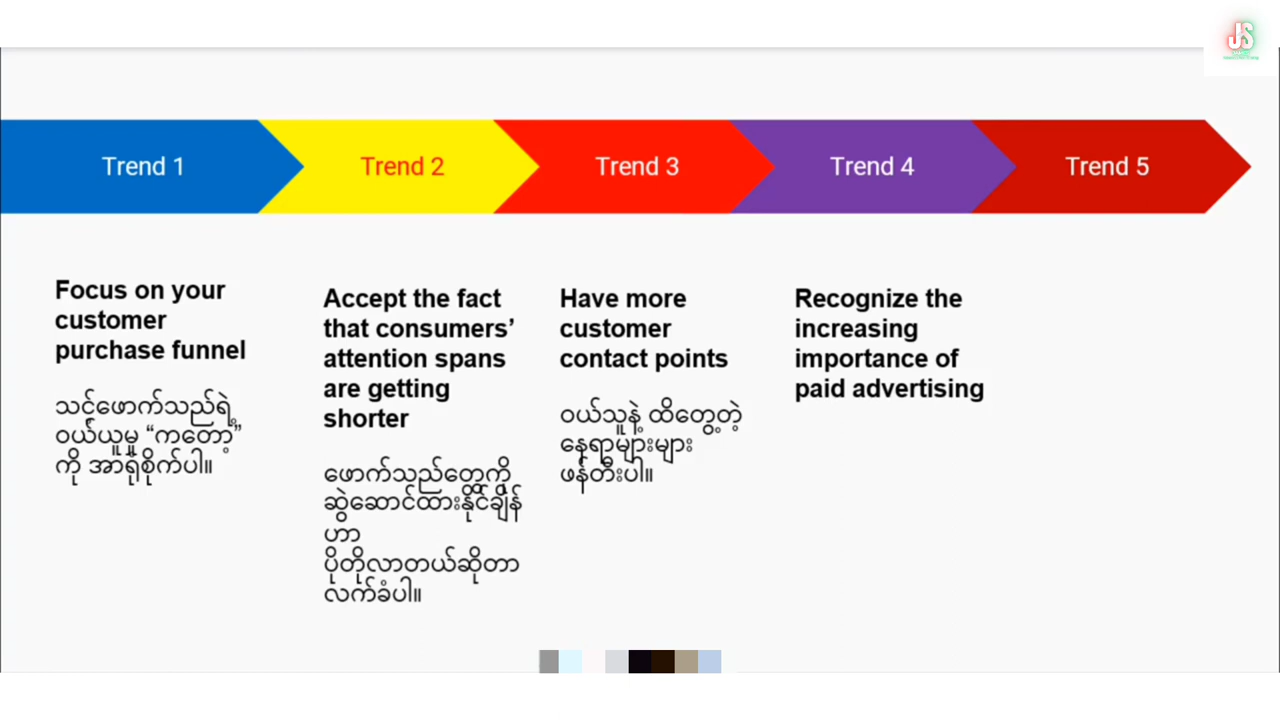 JS
Trend 1
Trend 2
Trend 3
Trend 4
Trend 5
Focus on your
customer
purchase funnel
သင့်ဖောက်သည်ရဲ့
ဝယ်ယူမှု “ကတော့”
ကို အာရုံစိုက်ပါ။
Accept the fact
that consumers’
attention spans
are getting
shorter
ဖောက်သည်တွေကို
ဆွဲဆောင်ထားနိုင်ချိန်
ဟာ
ပိုတိုလာတယ်ဆိုတာ
လက်ခံပါ။
Have more
customer
contact points
ဝယ်သူနဲ့ ထိတွေ့တဲ့
နေရာများများ
ဖန်တီးပါ။
Recognize the
increasing
importance of
paid advertising